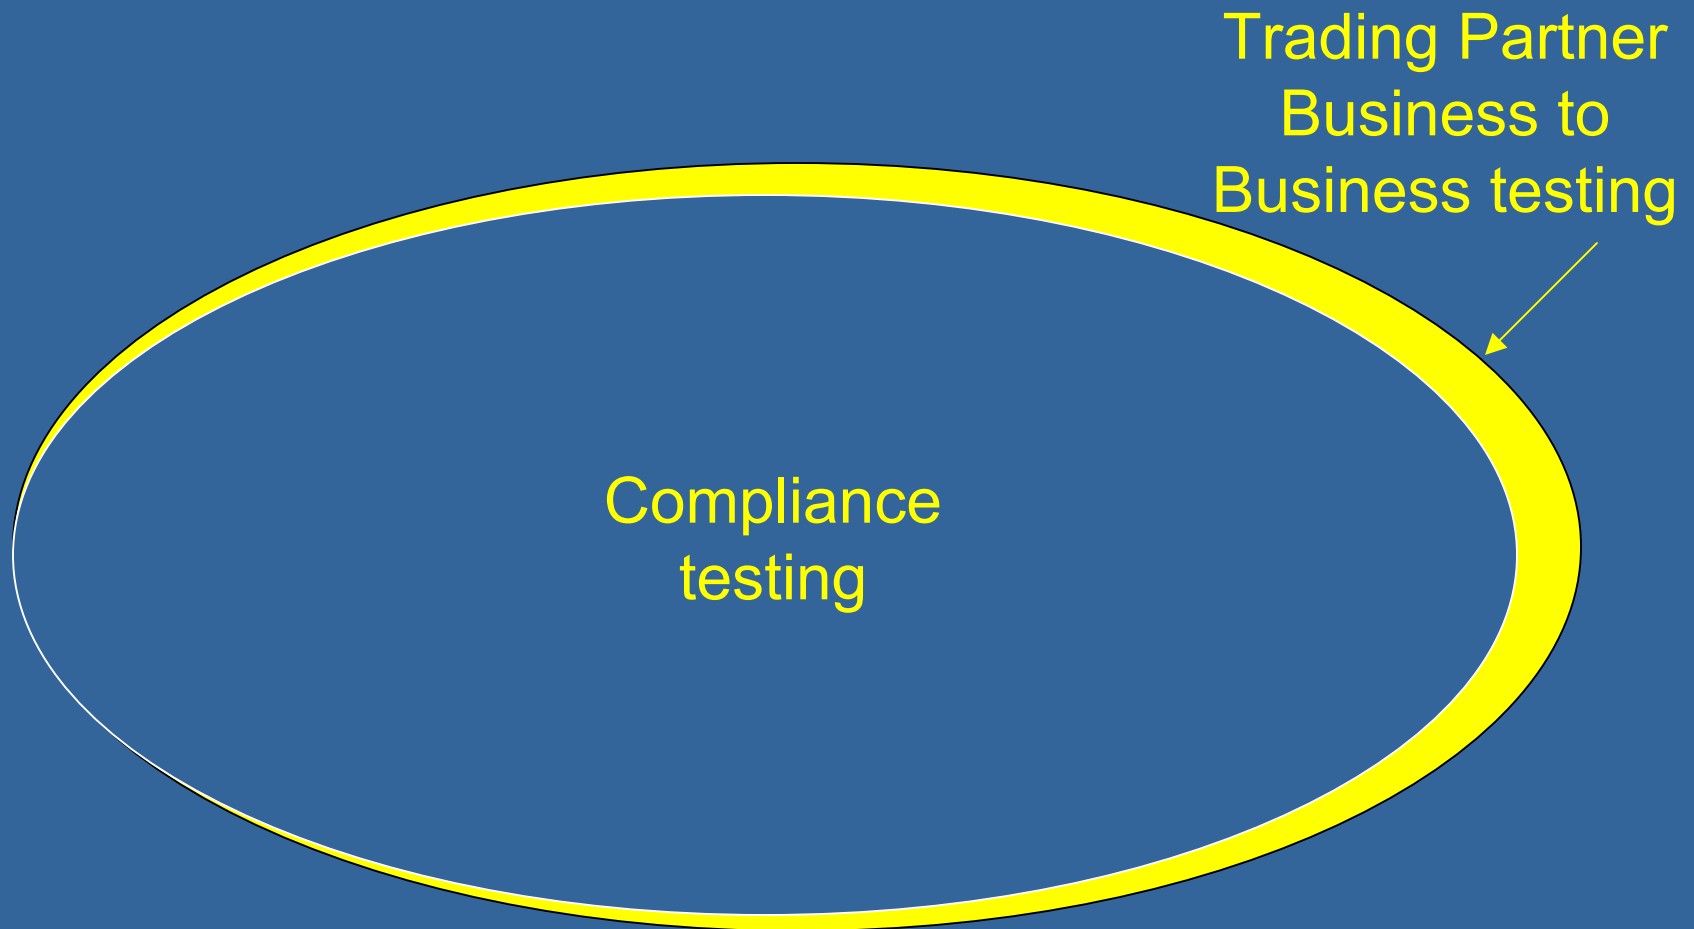 Trading Partner
Business to
Business testing
Compliance
testing